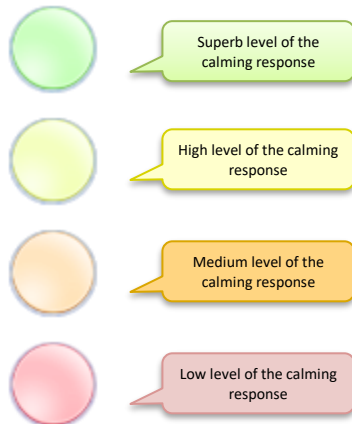 Superb level of the
calming response
High level of the calming
response
Medium level of the
calming response
Low level of the calming
response